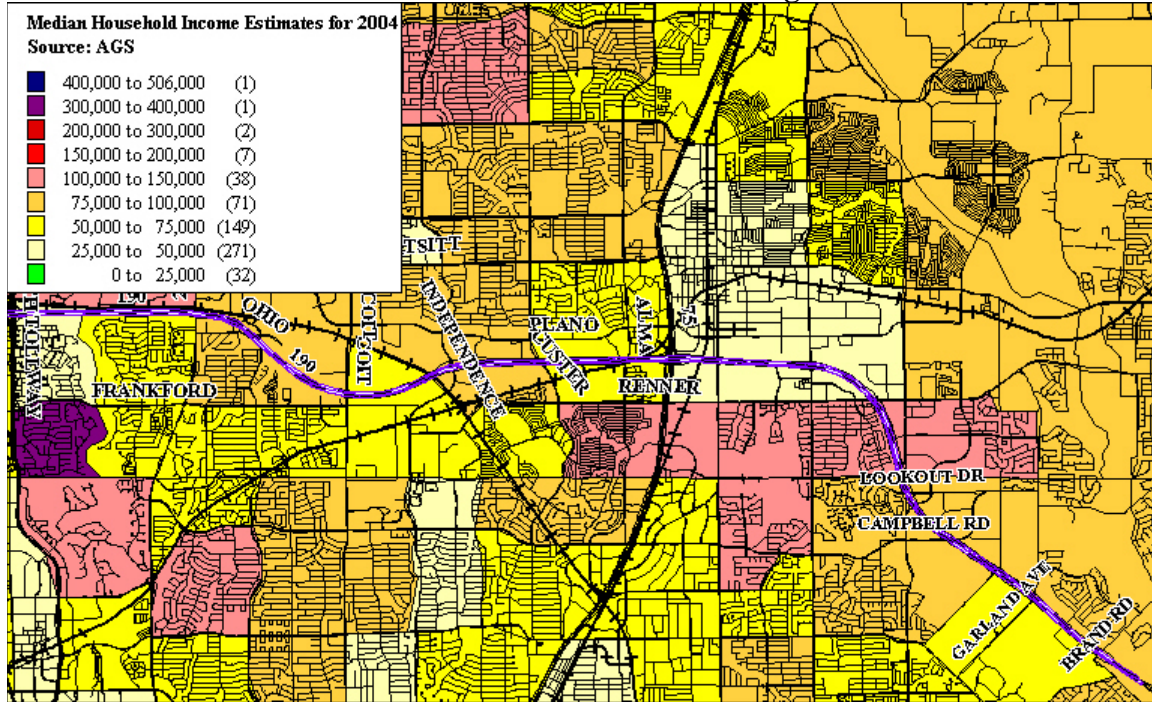 Median Household Income Estimates for 2004
Source: AGS
400,000 to 506,000 (1)
300,000 to 400,000 (1)
200,000 to 300,000 (2)
150,000 to 200,000 (7)
100,000 to 150,000 (38)
75,000 to 100,000 (71)
50,000 to 75,000 (149)
25,000 to 50,000 (271)
0 to 25,000 (32)
TSITT
190
OHIO
COIT
INDEPENDENCE
PLANO
CUSTER
ALMA
75
TOLLWAY
190
FRANKFORD
RENNER
LOOKOUT DR
CAMPBELL RD
GARLAND AVE
BRAND RD